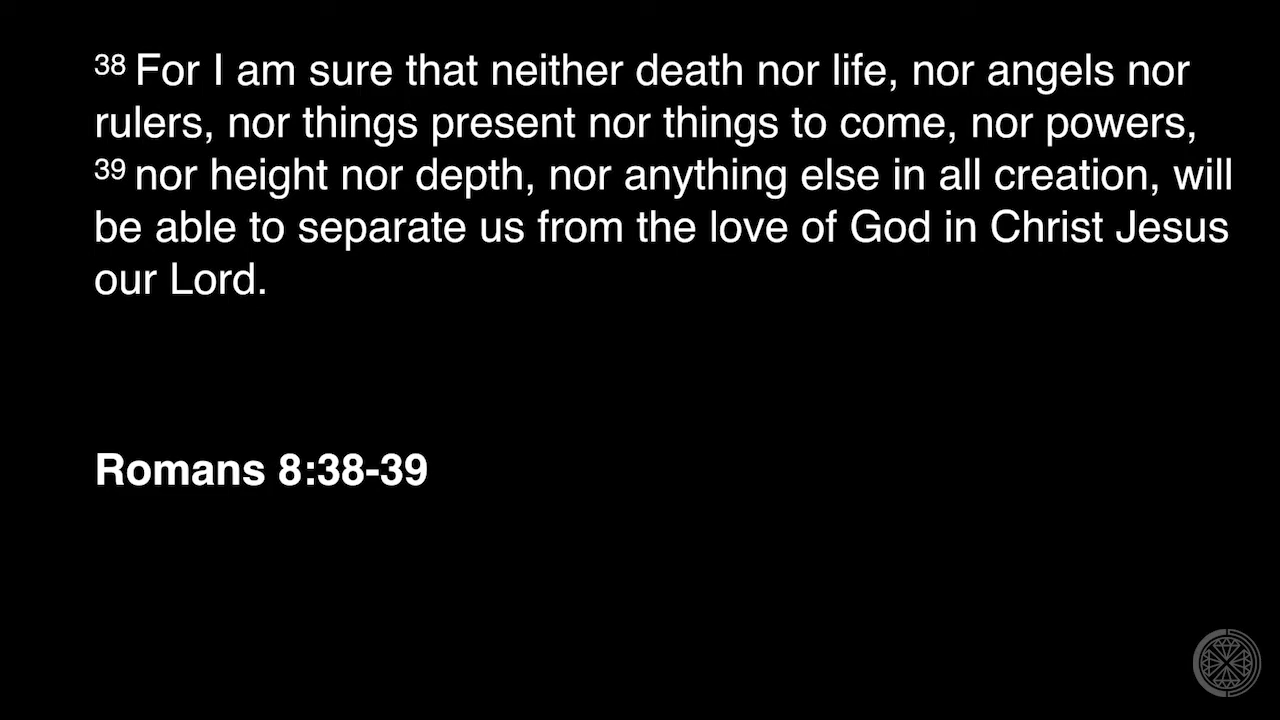 38 For I am sure that neither death nor life, nor angels nor
rulers, nor things present nor things to come, nor powers,
39 nor height nor depth, nor anything else in all creation, will
be able to separate us from the love of God in Christ Jesus
our Lord.
Romans 8:38-39